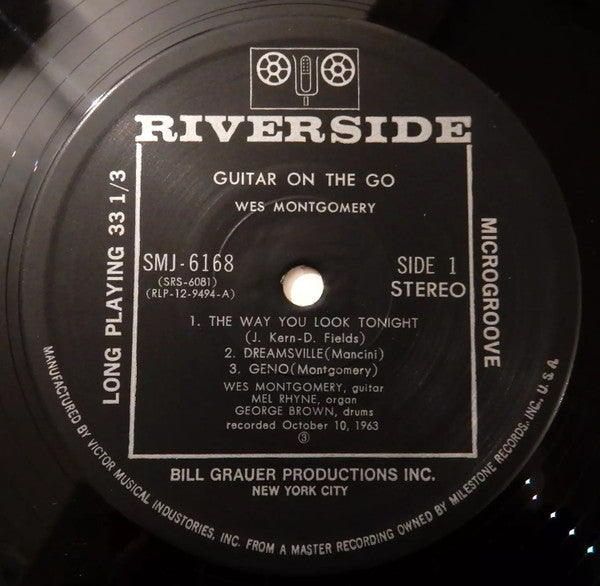 RIVERSIDE
GUITAR ON THE GO
WES MONTGOMERY
LONG PLAYING 33 1/3
MICROGROOVE
SMJ-6168
(SRS-6081)
(RLP-12-9494-A)
SIDE 1
STEREO
1. THE WAY YOU LOOK TONIGHT
(J. Kern-D. Fields)
2. DREAMSVILLE(Mancini)
3. GENO(Montgomery)
WES MONTGOMERY, guitar
MEL RHYNE, organ
GEORGE BROWN, drums
recorded October 10, 1963
③
BILL GRAUER PRODUCTIONS INC.
NEW YORK CITY
MANUFACTURED BY VICTOR MUSICAL INDUSTORIES, INC. FROM A MASTER RECORDING OWNED BY MILESTONE RECORDS, INC., U.S.A.